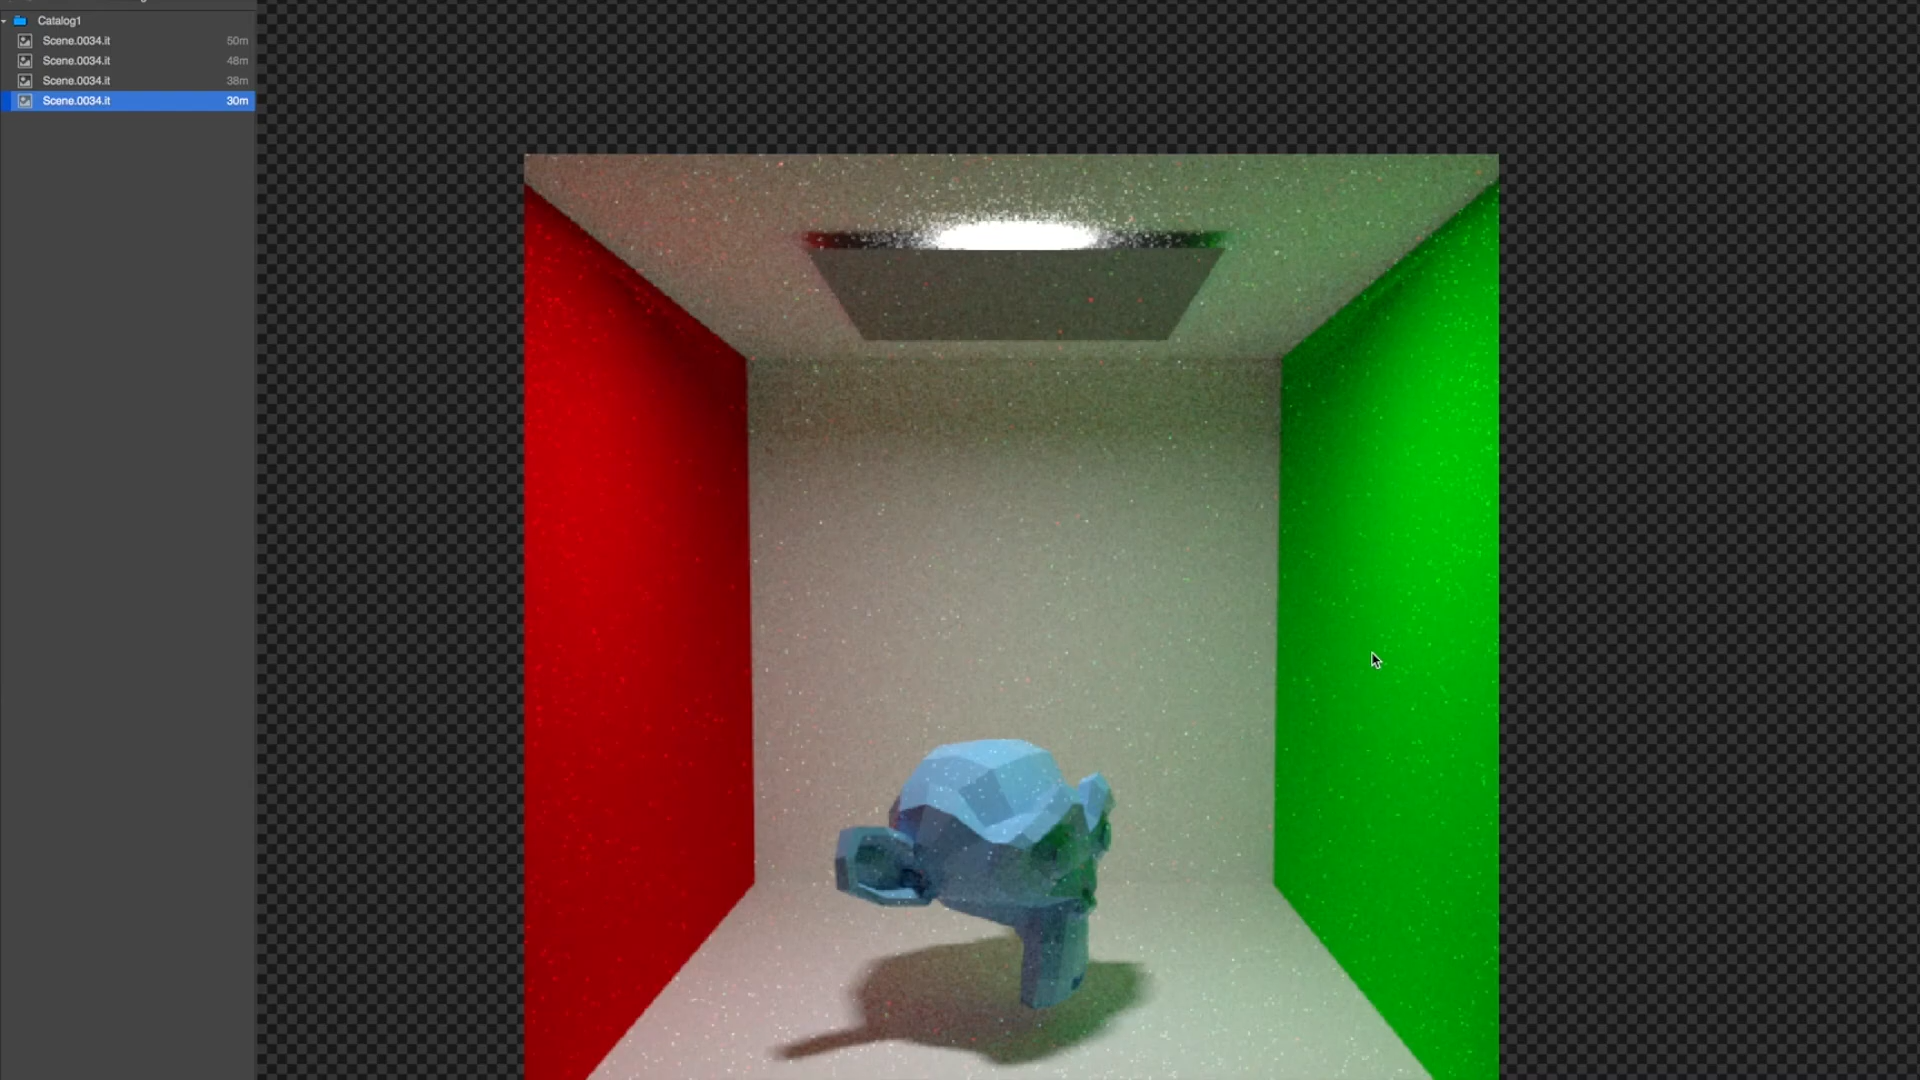 Catalog1
Scene.0034.it 50m
Scene.0034.it 48m
Scene.0034.it 38m
Scene.0034.it 30m